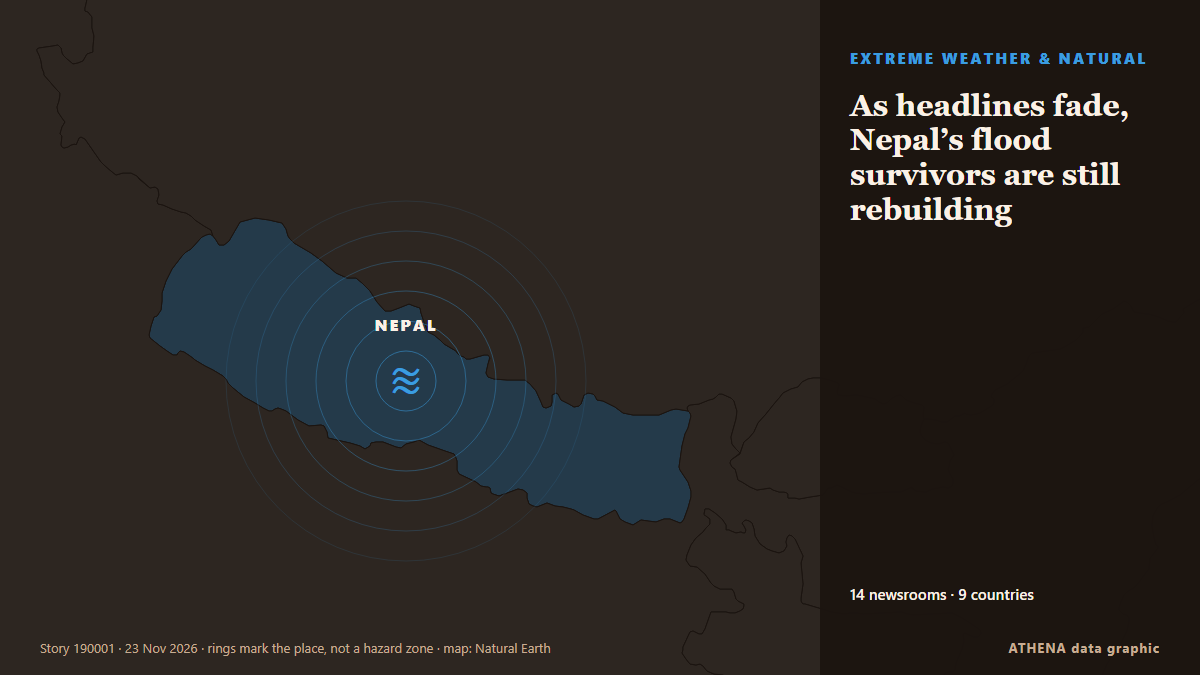 EXTREME WEATHER & NATURAL
As headlines fade,
Nepal’s flood
survivors are still
rebuilding
NEPAL
14 newsrooms · 9 countries
Story 190001 · 23 Nov 2026 · rings mark the place, not a hazard zone · map: Natural Earth
ATHENA data graphic